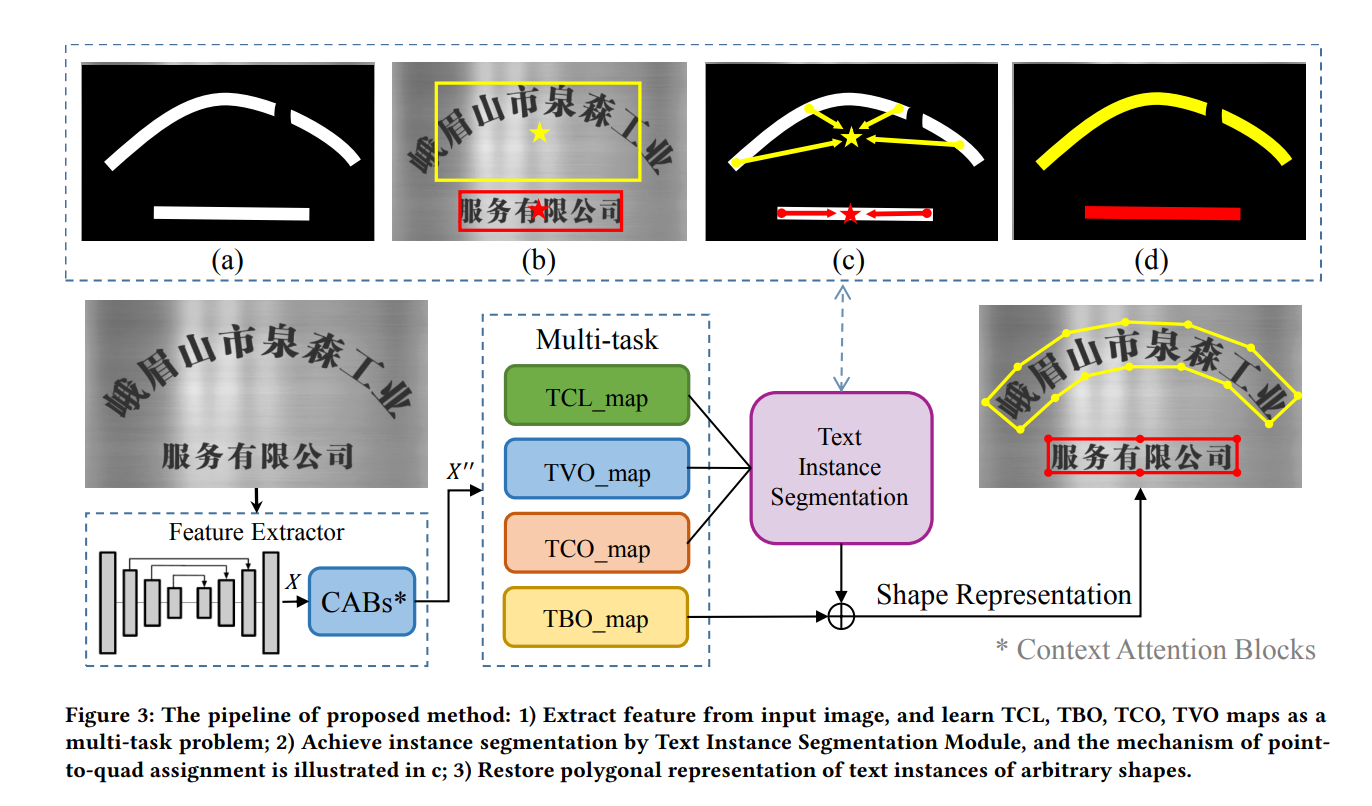 峨眉山市泉森工业
服务有限公司
(a)
(b)
(c)
(d)
峨眉山市泉森工业
服务有限公司
Feature Extractor
X
CABs*
X′′
Multi-task
TCL_map
TVO_map
TCO_map
TBO_map
Text
Instance
Segmentation
Shape Representation
峨眉山市泉森工业
服务有限公司
* Context Attention Blocks
Figure 3: The pipeline of proposed method: 1) Extract feature from input image, and learn TCL, TBO, TCO, TVO maps as a
multi-task problem; 2) Achieve instance segmentation by Text Instance Segmentation Module, and the mechanism of point-
to-quad assignment is illustrated in c; 3) Restore polygonal representation of text instances of arbitrary shapes.